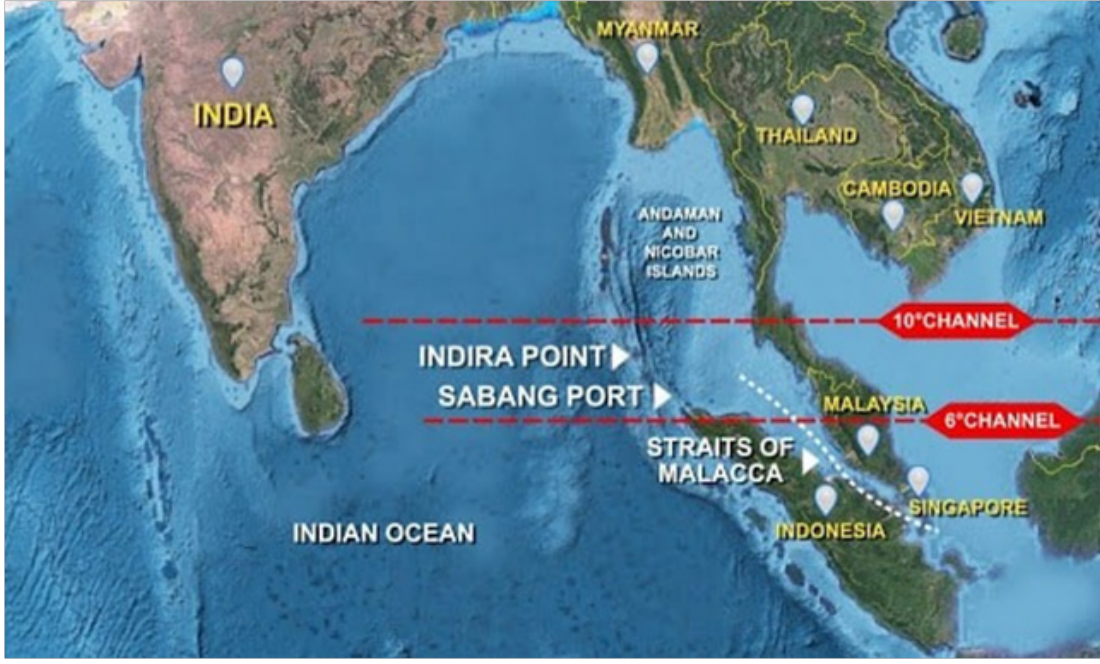 MYANMAR
INDIA
THAILAND
CAMBODIA
VIETNAM
ANDAMAN
AND
NICOBAR
ISLANDS
10°CHANNEL
INDIRA POINT
SABANG PORT
MALAYSIA
6°CHANNEL
STRAITS OF
MALACCA
SINGAPORE
INDONESIA
INDIAN OCEAN